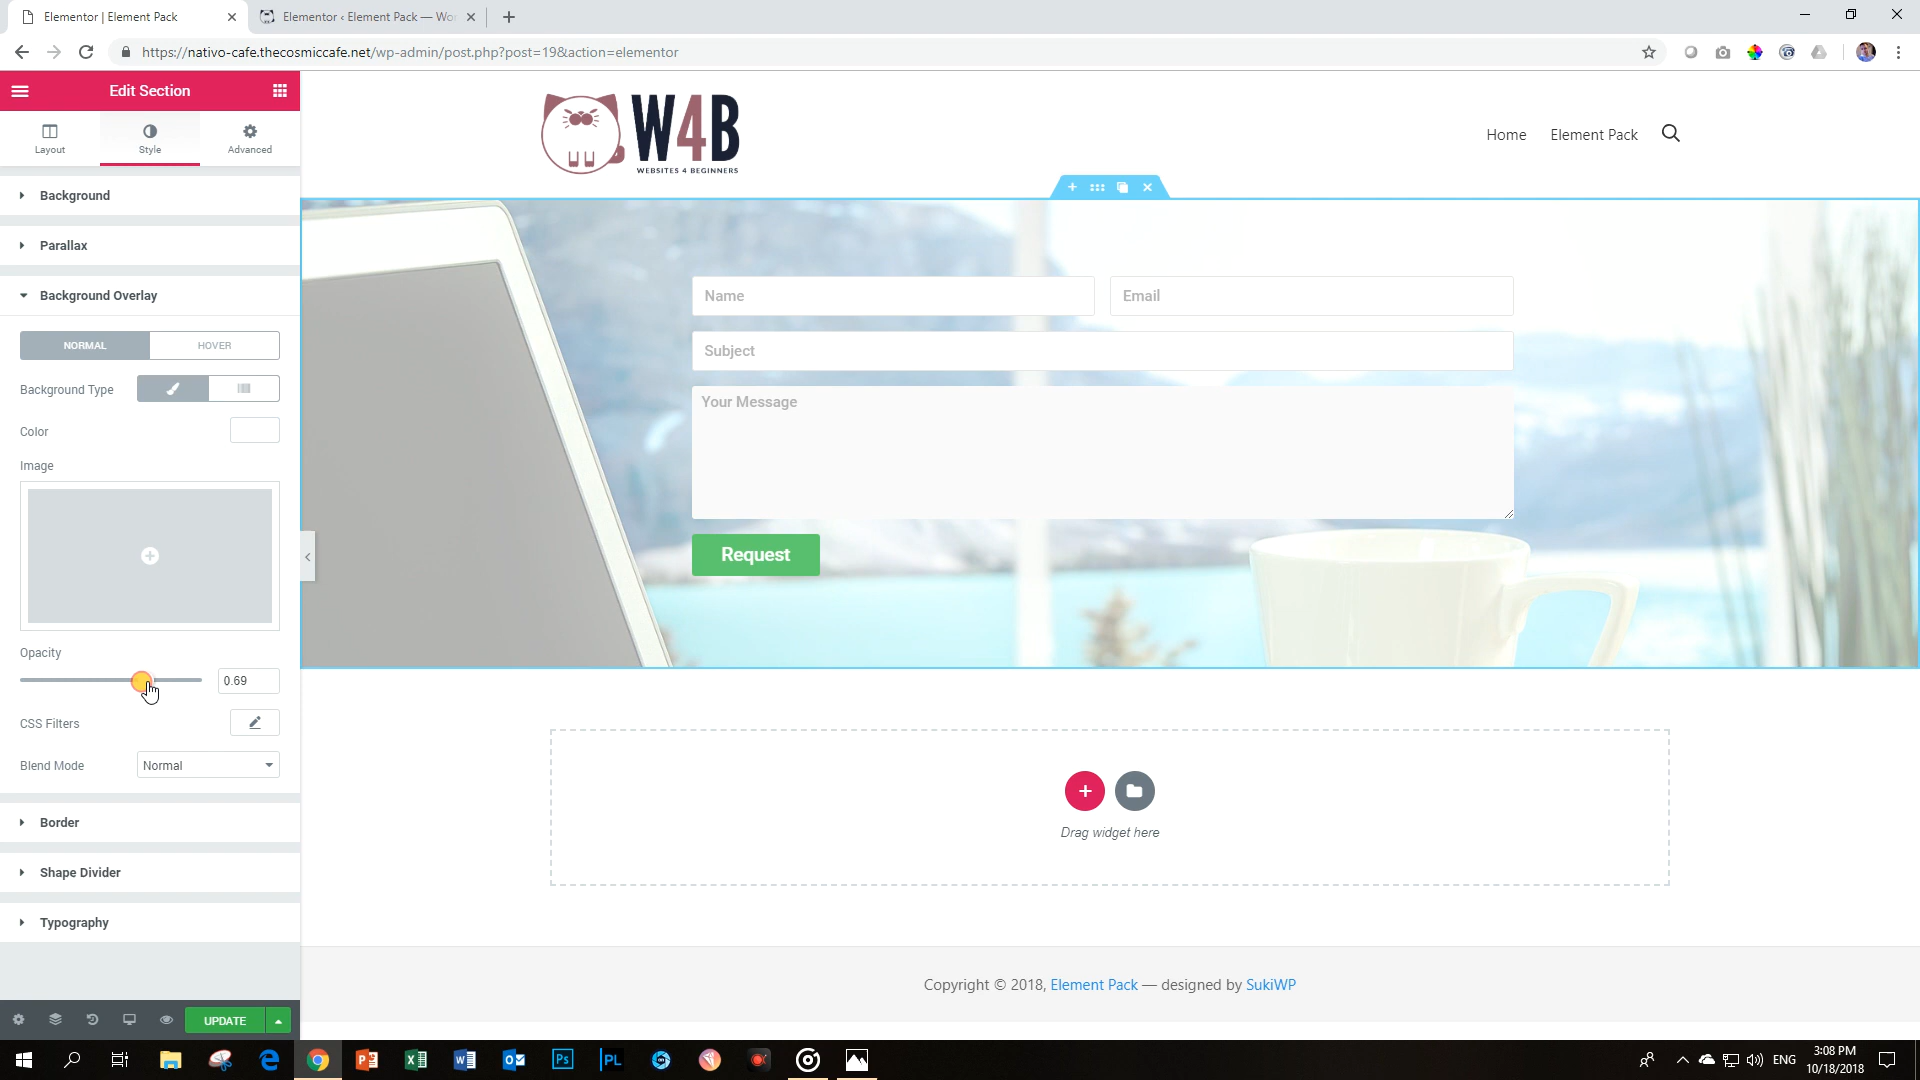 Elementor | Element Pack
Elementor ‹ Element Pack — Wor
https://nativo-cafe.thecosmiccafe.net/wp-admin/post.php?post=19&action=elementor
Edit Section
Layout
Style
Advanced
Background
Parallax
Background Overlay
NORMAL
HOVER
Background Type
Color
Image
Opacity
0.69
CSS Filters
Blend Mode
Normal
Border
Shape Divider
Typography
UPDATE
W4B
WEBSITES 4 BEGINNERS
Home
Element Pack
Name
Email
Subject
Your Message
Request
Drag widget here
Copyright © 2018, Element Pack — designed by SukiWP
Ps
PL
ENG
3:08 PM
10/18/2018